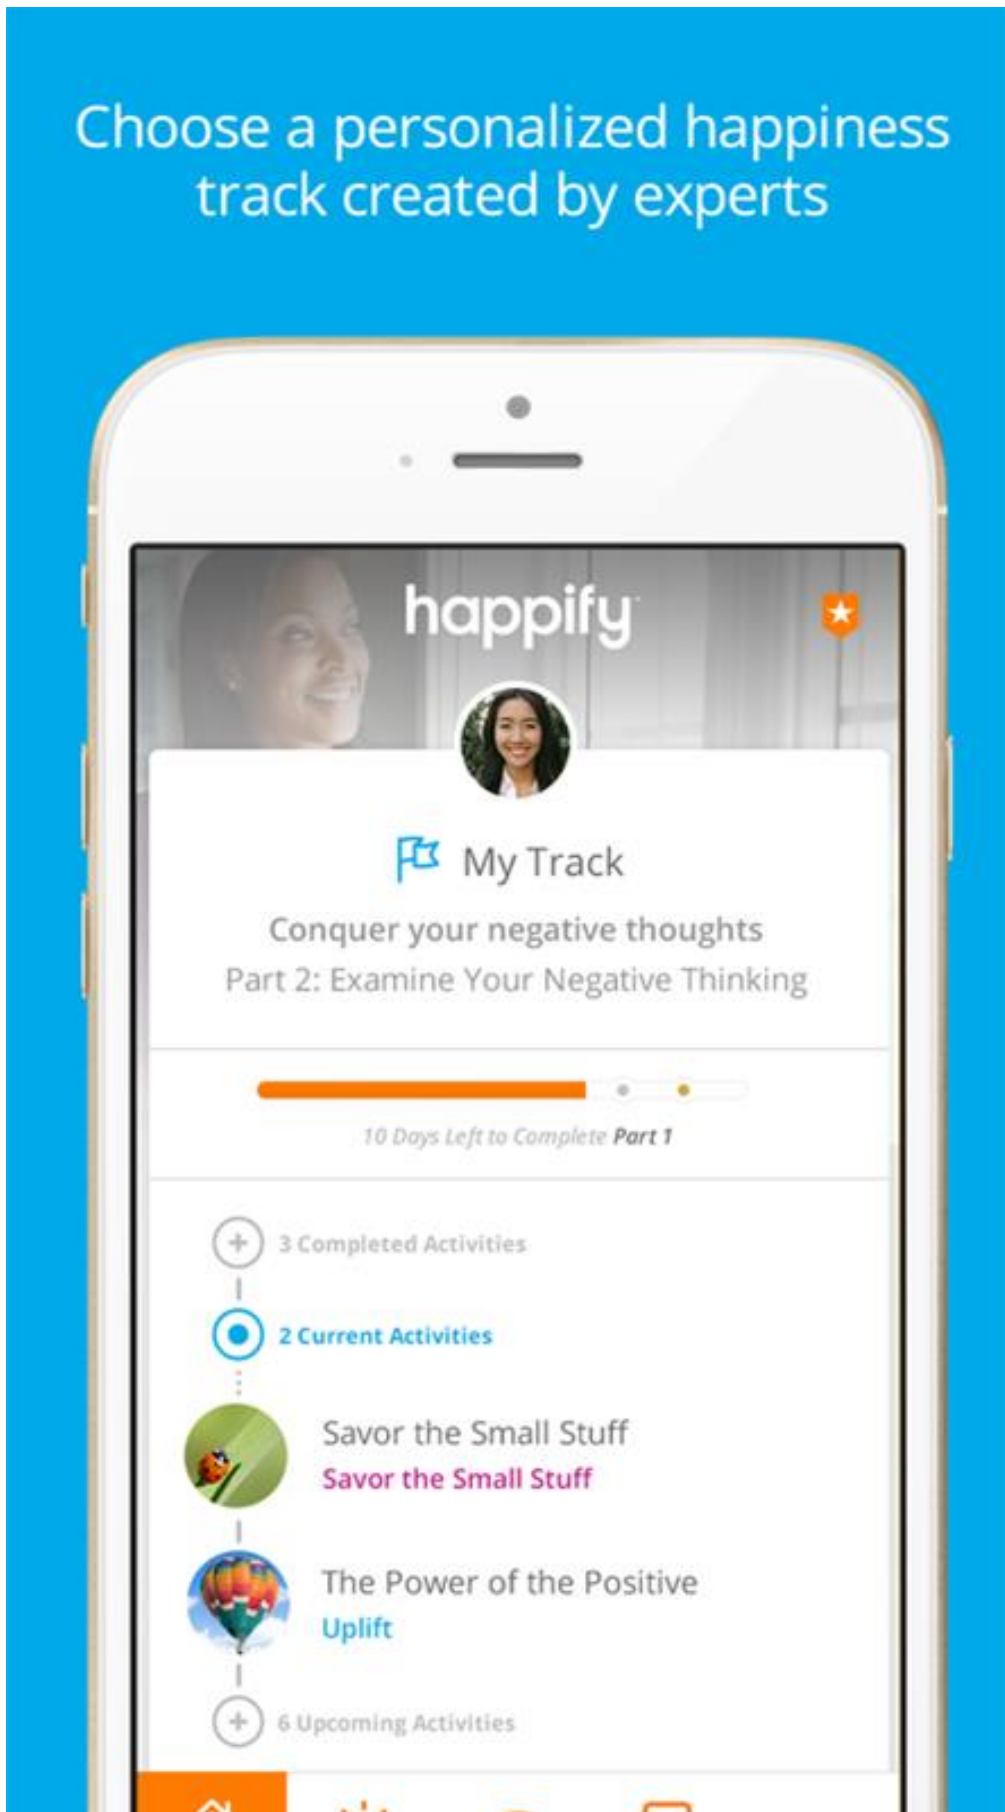 Choose a personalized happiness
track created by experts
happify
My Track
Conquer your negative thoughts
Part 2: Examine Your Negative Thinking
10 Days Left to Complete Part 1
3 Completed Activities
2 Current Activities
Savor the Small Stuff
Savor the Small Stuff
The Power of the Positive
Uplift
6 Upcoming Activities